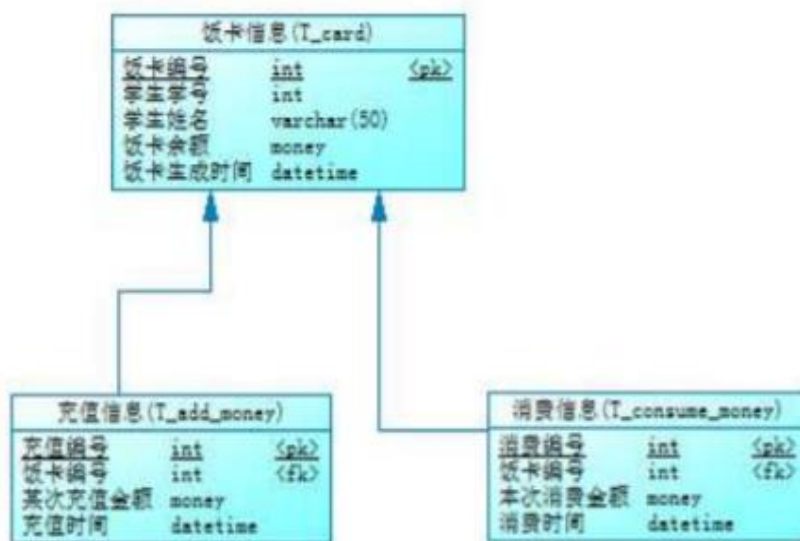 饭卡信息(T_card)
饭卡编号 int <pk>
学生学号 int
学生姓名 varchar(50)
饭卡余额 money
饭卡生成时间 datetime
充值信息(T_add_money)
充值编号 int <pk>
饭卡编号 int <fk>
某次充值金额 money
充值时间 datetime
消费信息(T_consume_money)
消费编号 int <pk>
饭卡编号 int <fk>
本次消费金额 money
消费时间 datetime